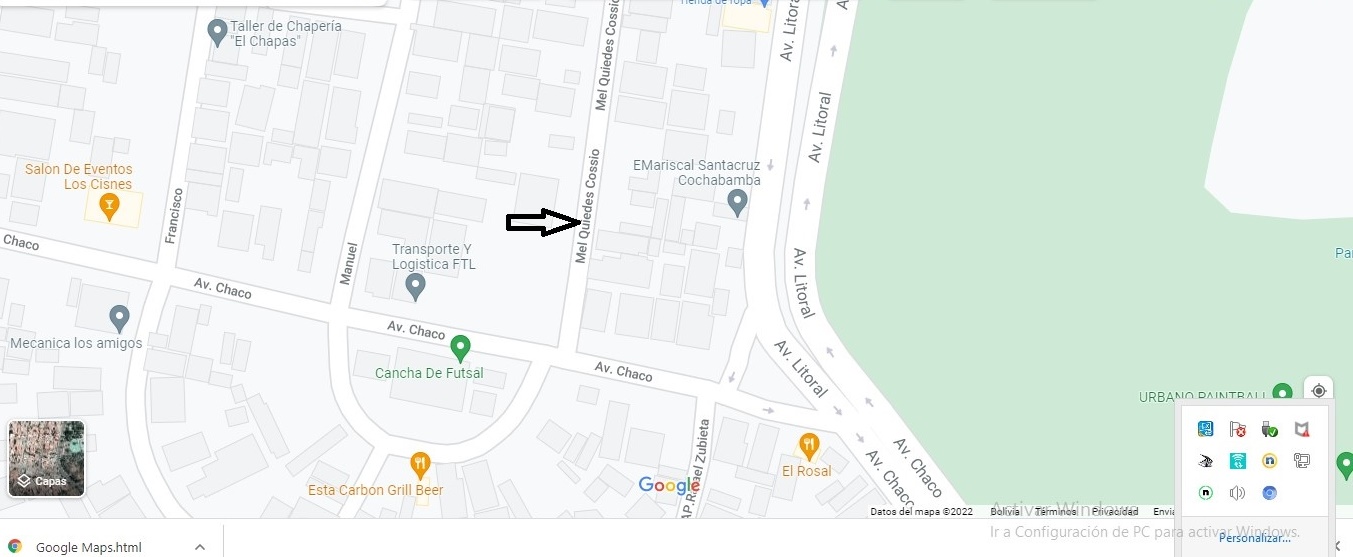 Tienda de ropa
Taller de Chapería
"El Chapas"
Mel Quiedes Cossio
Av. Litoral
Av. Litoral
EMariscal Santacruz
Cochabamba
Salon De Eventos
Los Cisnes
Mel Quiedes Cossio
Francisco
Chaco
Manuel
Transporte Y
Logistica FTL
Av. Litoral
Av. Chaco
Av. Chaco
Mecanica los amigos
Cancha De Futsal
Av. Chaco
Av. Litoral
URBANO PAINTBALL
AP.Rafael Zubieta
Av. Chaco
Av. Chaco
El Rosal
Capas
Esta Carbon Grill Beer
Google
Datos del mapa ©2022
Bolivia
Términos
Privacidad
Activar Windows
Ir a Configuración de PC para activar Windows.
Personalizar...
Google Maps.html